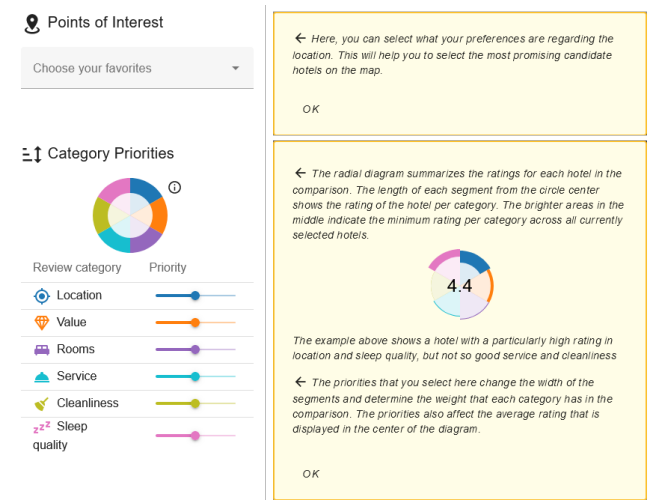 Points of Interest
Choose your favorites
Category Priorities
Review category Priority
Location
Value
Rooms
Service
Cleanliness
zzz Sleep
quality
← Here, you can select what your preferences are regarding the
location. This will help you to select the most promising candidate
hotels on the map.
OK
← The radial diagram summarizes the ratings for each hotel in the
comparison. The length of each segment from the circle center
shows the rating of the hotel per category. The brighter areas in the
middle indicate the minimum rating per category across all currently
selected hotels.
4.4
The example above shows a hotel with a particularly high rating in
location and sleep quality, but not so good service and cleanliness
← The priorities that you select here change the width of the
segments and determine the weight that each category has in the
comparison. The priorities also affect the average rating that is
displayed in the center of the diagram.
OK